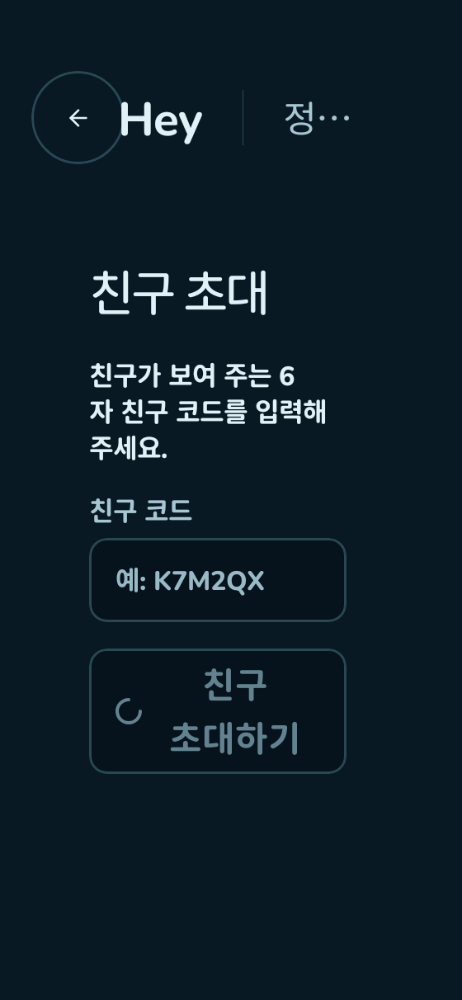 Hey
정…
친구 초대
친구가 보여 주는 6
자 친구 코드를 입력해
주세요.
친구 코드
예: K7M2QX
친구
초대하기